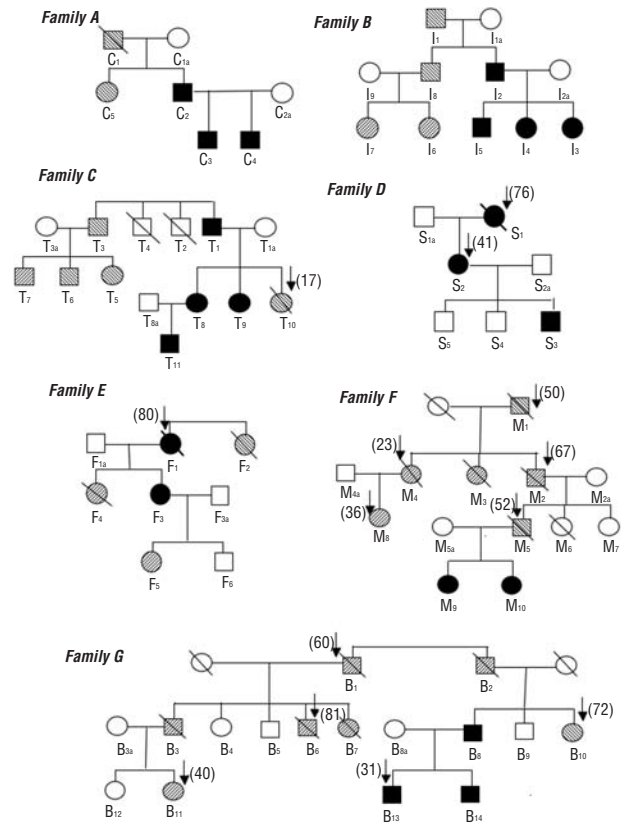 Family A
C1 C1a
C5 C2 C2a
C3 C4
Family B
I1 I1a
I9 I8 I2 I2a
I7 I6 I5 I4 I3
Family C
T3a T3 T4 T2 T1 T1a
(17)
T7 T6 T5 T8a T8 T9 T10
T11
Family D
(76)
S1a S1
(41)
S2 S2a
S5 S4 S3
Family E
(80)
F1a F1 F2
F4 F3 F3a
F5 F6
Family F
(50)
M1
(23) (67)
M4a M4 M3 M2 M2a
(36) (52)
M8 M5a M5 M6 M7
M9 M10
Family G
(60)
B1 B2
(81) (72)
B3a B3 B4 B5 B6 B7 B8a B8 B9 B10
(40) (31)
B12 B11 B13 B14